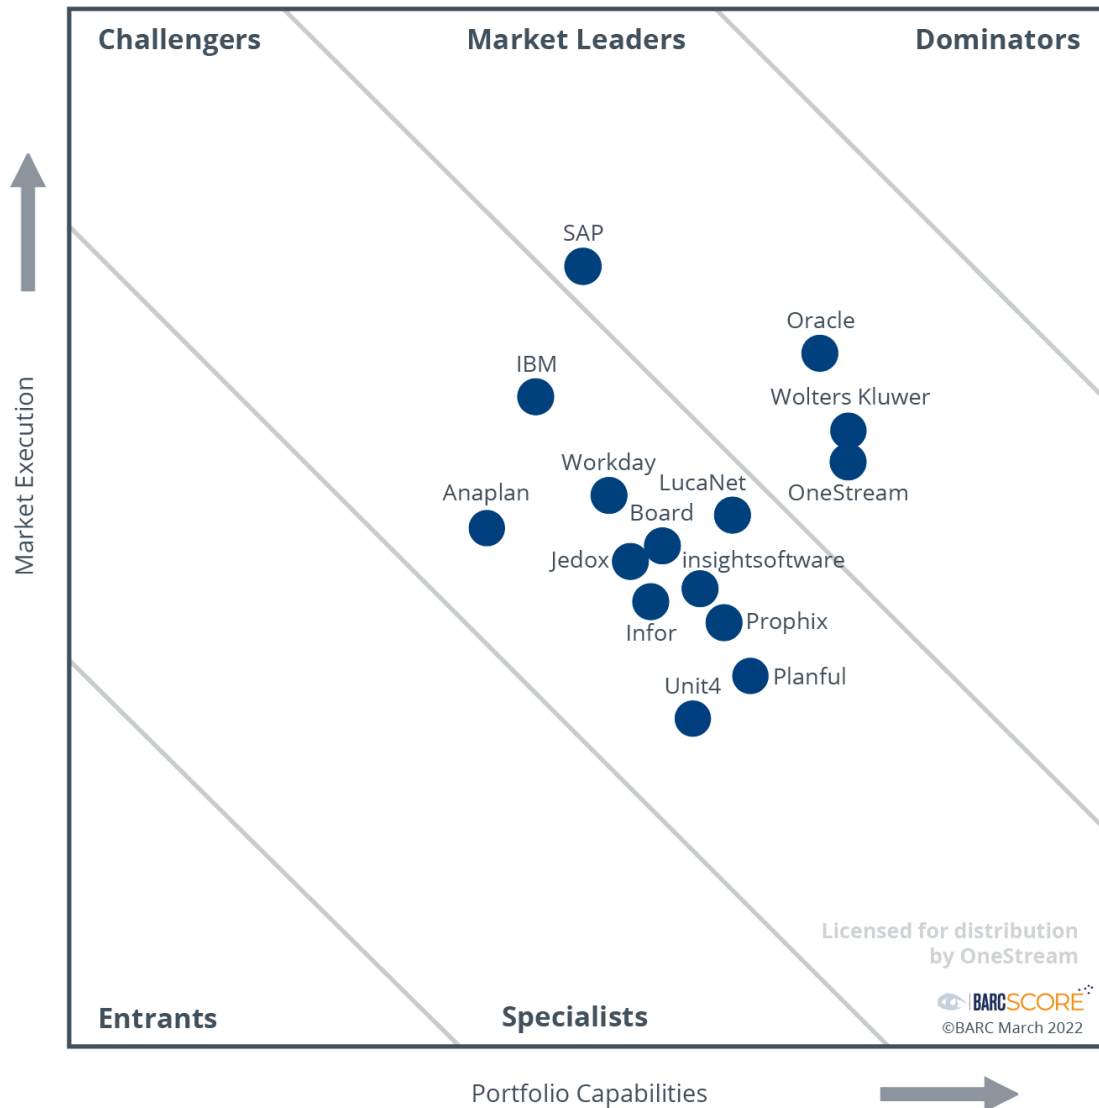 Challengers
Market Leaders
Dominators
SAP
Oracle
IBM
Wolters Kluwer
Workday
LucaNet
Anaplan
OneStream
Board
Jedox
insightsoftware
Infor
Prophix
Unit4
Planful
Market Execution
Licensed for distribution
by OneStream
BARCSCORE
©BARC March 2022
Entrants
Specialists
Portfolio Capabilities